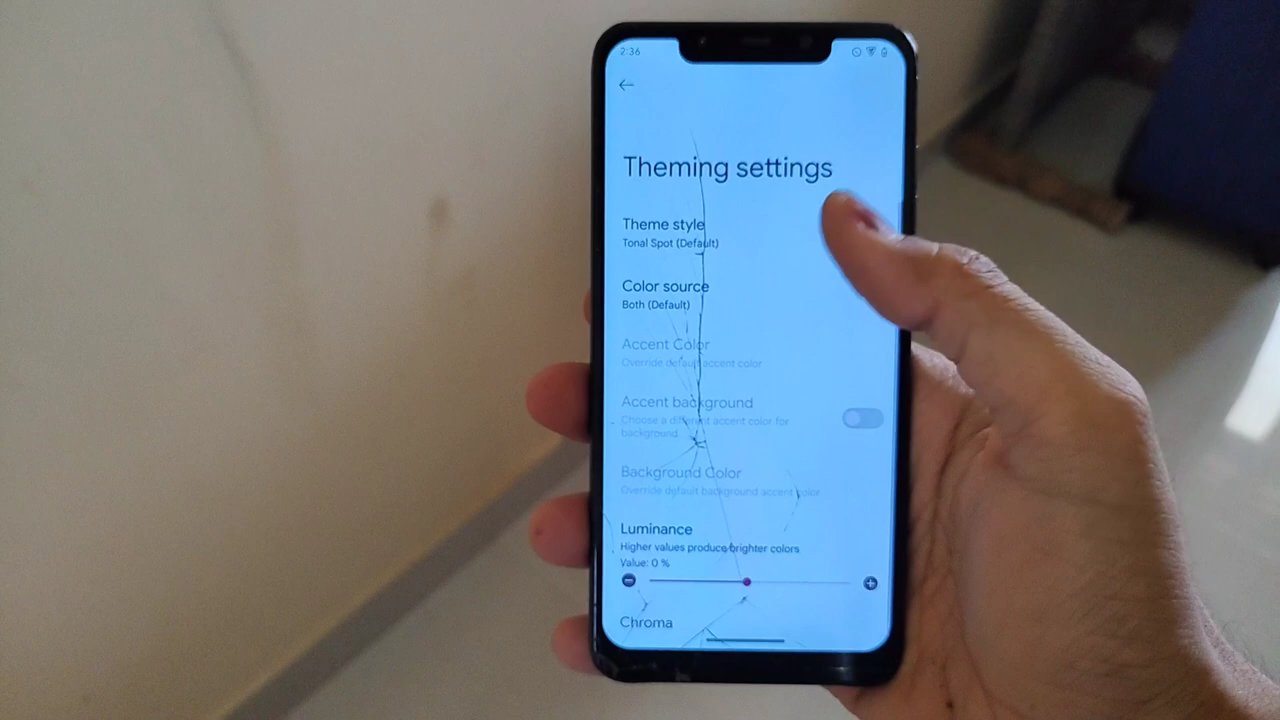 2:36
Theming settings
Theme style
Tonal Spot (Default)
Color source
Both (Default)
Accent Color
Override default accent color
Accent background
Choose a different accent color for
background
Background Color
Override default background accent color
Luminance
Higher values produce brighter colors
Value: 0 %
Chroma